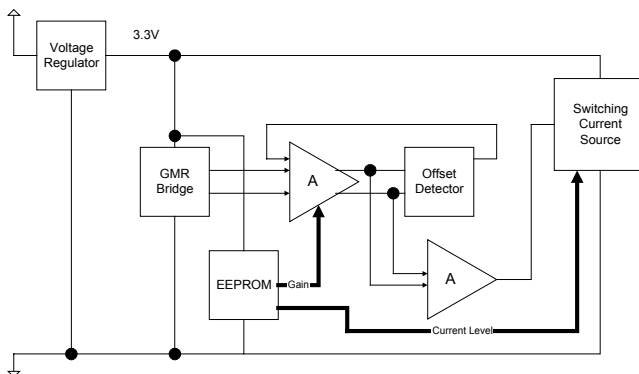 3.3V
Voltage
Regulator
Switching
Current
Source
GMR
Bridge
A
Offset
Detector
EEPROM
Gain
A
Current Level